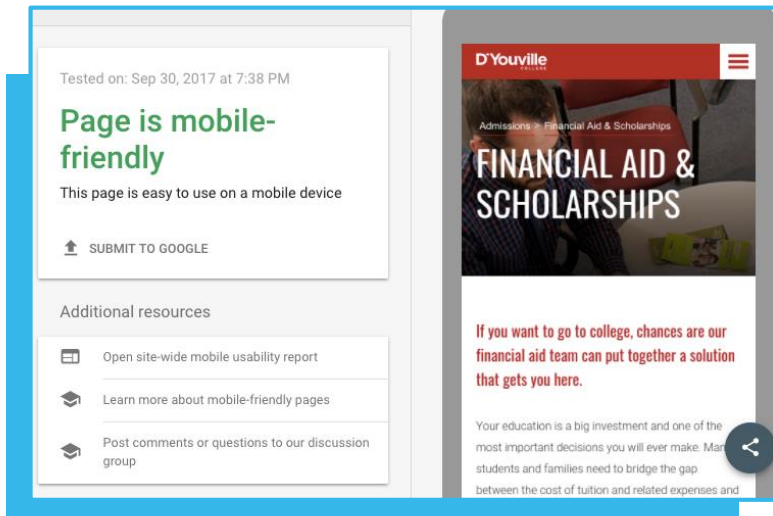 Tested on: Sep 30, 2017 at 7:38 PM
Page is mobile-
friendly
This page is easy to use on a mobile device
SUBMIT TO GOOGLE
Additional resources
Open site-wide mobile usability report
Learn more about mobile-friendly pages
Post comments or questions to our discussion
group
D'Youville
COLLEGE
Admissions > Financial Aid & Scholarships
FINANCIAL AID &
SCHOLARSHIPS
If you want to go to college, chances are our
financial aid team can put together a solution
that gets you here.
Your education is a big investment and one of the
most important decisions you will ever make.
students and families need to bridge the gap
between the cost of tuition and related expenses and